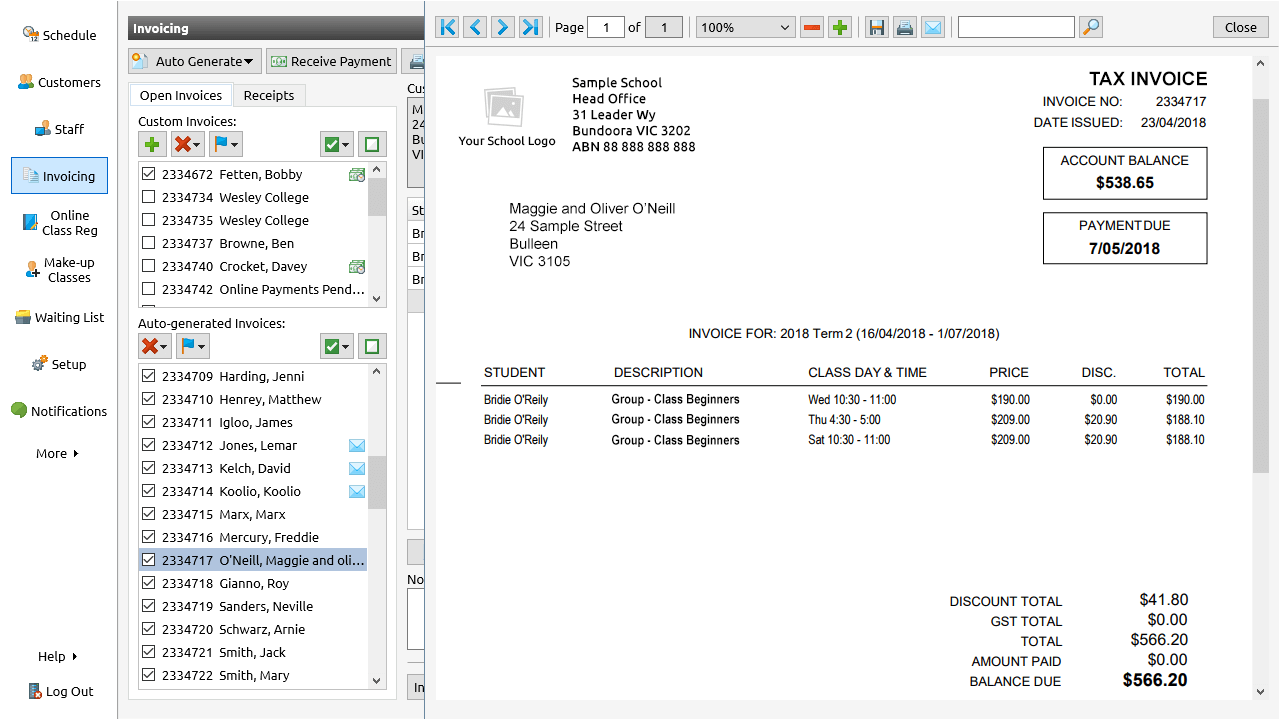 Schedule
Customers
Staff
Invoicing
Online
Class Reg
Make-up
Classes
Waiting List
Setup
Notifications
More
Help
Log Out
Invoicing
Auto Generate
Receive Payment
Open Invoices
Receipts
Custom Invoices:
2334672 Fetten, Bobby
2334734 Wesley College
2334735 Wesley College
2334737 Browne, Ben
2334740 Crocket, Davey
2334742 Online Payments Pend...
Auto-generated Invoices:
2334709 Harding, Jenni
2334710 Henrey, Matthew
2334711 Igloo, James
2334712 Jones, Lemar
2334713 Kelch, David
2334714 Koolio, Koolio
2334715 Marx, Marx
2334716 Mercury, Freddie
2334717 O'Neill, Maggie and oli...
2334718 Gianno, Roy
2334719 Sanders, Neville
2334720 Schwarz, Arnie
2334721 Smith, Jack
2334722 Smith, Mary
Cu
M
24
Bu
VI
St
Br
Br
Br
No
In
Page 1 of 1
100%
Close
Your School Logo
Sample School
Head Office
31 Leader Wy
Bundoora VIC 3202
ABN 88 888 888 888
TAX INVOICE
INVOICE NO: 2334717
DATE ISSUED: 23/04/2018
ACCOUNT BALANCE
$538.65
PAYMENT DUE
7/05/2018
Maggie and Oliver O'Neill
24 Sample Street
Bulleen
VIC 3105
INVOICE FOR: 2018 Term 2 (16/04/2018 - 1/07/2018)
STUDENT DESCRIPTION CLASS DAY & TIME PRICE DISC. TOTAL
Bridie O'Reily Group - Class Beginners Wed 10:30 - 11:00 $190.00 $0.00 $190.00
Bridie O'Reily Group - Class Beginners Thu 4:30 - 5:00 $209.00 $20.90 $188.10
Bridie O'Reily Group - Class Beginners Sat 10:30 - 11:00 $209.00 $20.90 $188.10
DISCOUNT TOTAL $41.80
GST TOTAL $0.00
TOTAL $566.20
AMOUNT PAID $0.00
BALANCE DUE $566.20